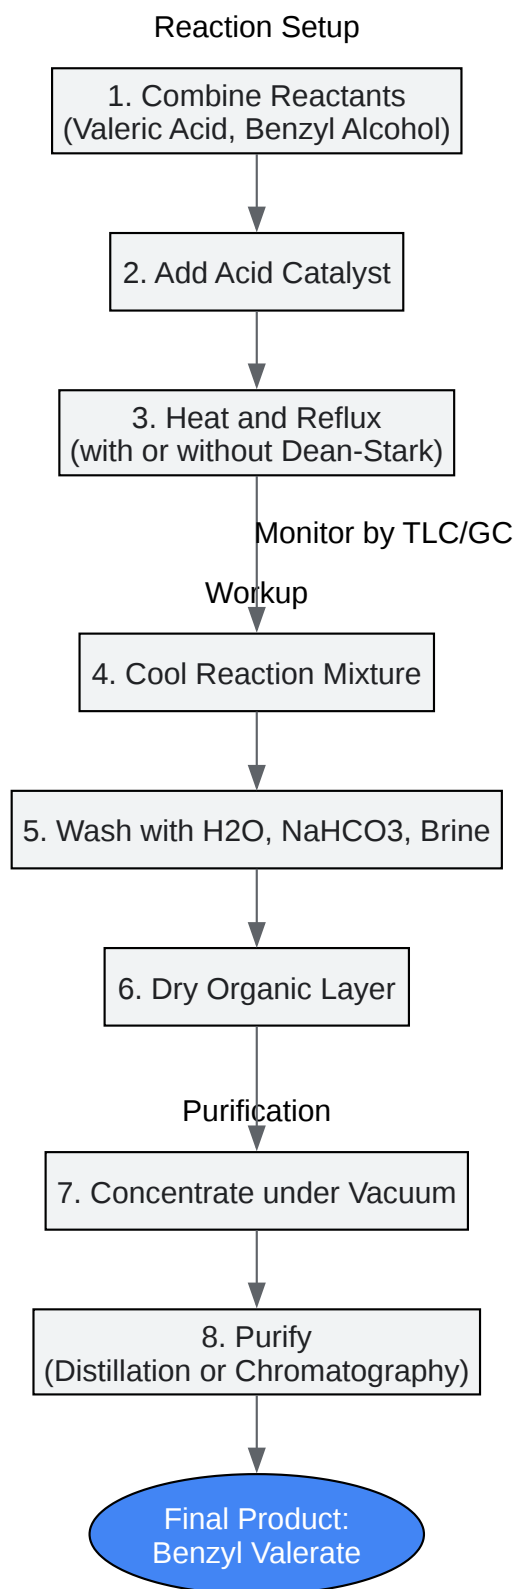 Reaction Setup
1. Combine Reactants
(Valeric Acid, Benzyl Alcohol)
2. Add Acid Catalyst
3. Heat and Reflux
(with or without Dean-Stark)
Monitor by TLC/GC
Workup
4. Cool Reaction Mixture
5. Wash with H2O, NaHCO3, Brine
6. Dry Organic Layer
Purification
7. Concentrate under Vacuum
8. Purify
(Distillation or Chromatography)
Final Product:
Benzyl Valerate